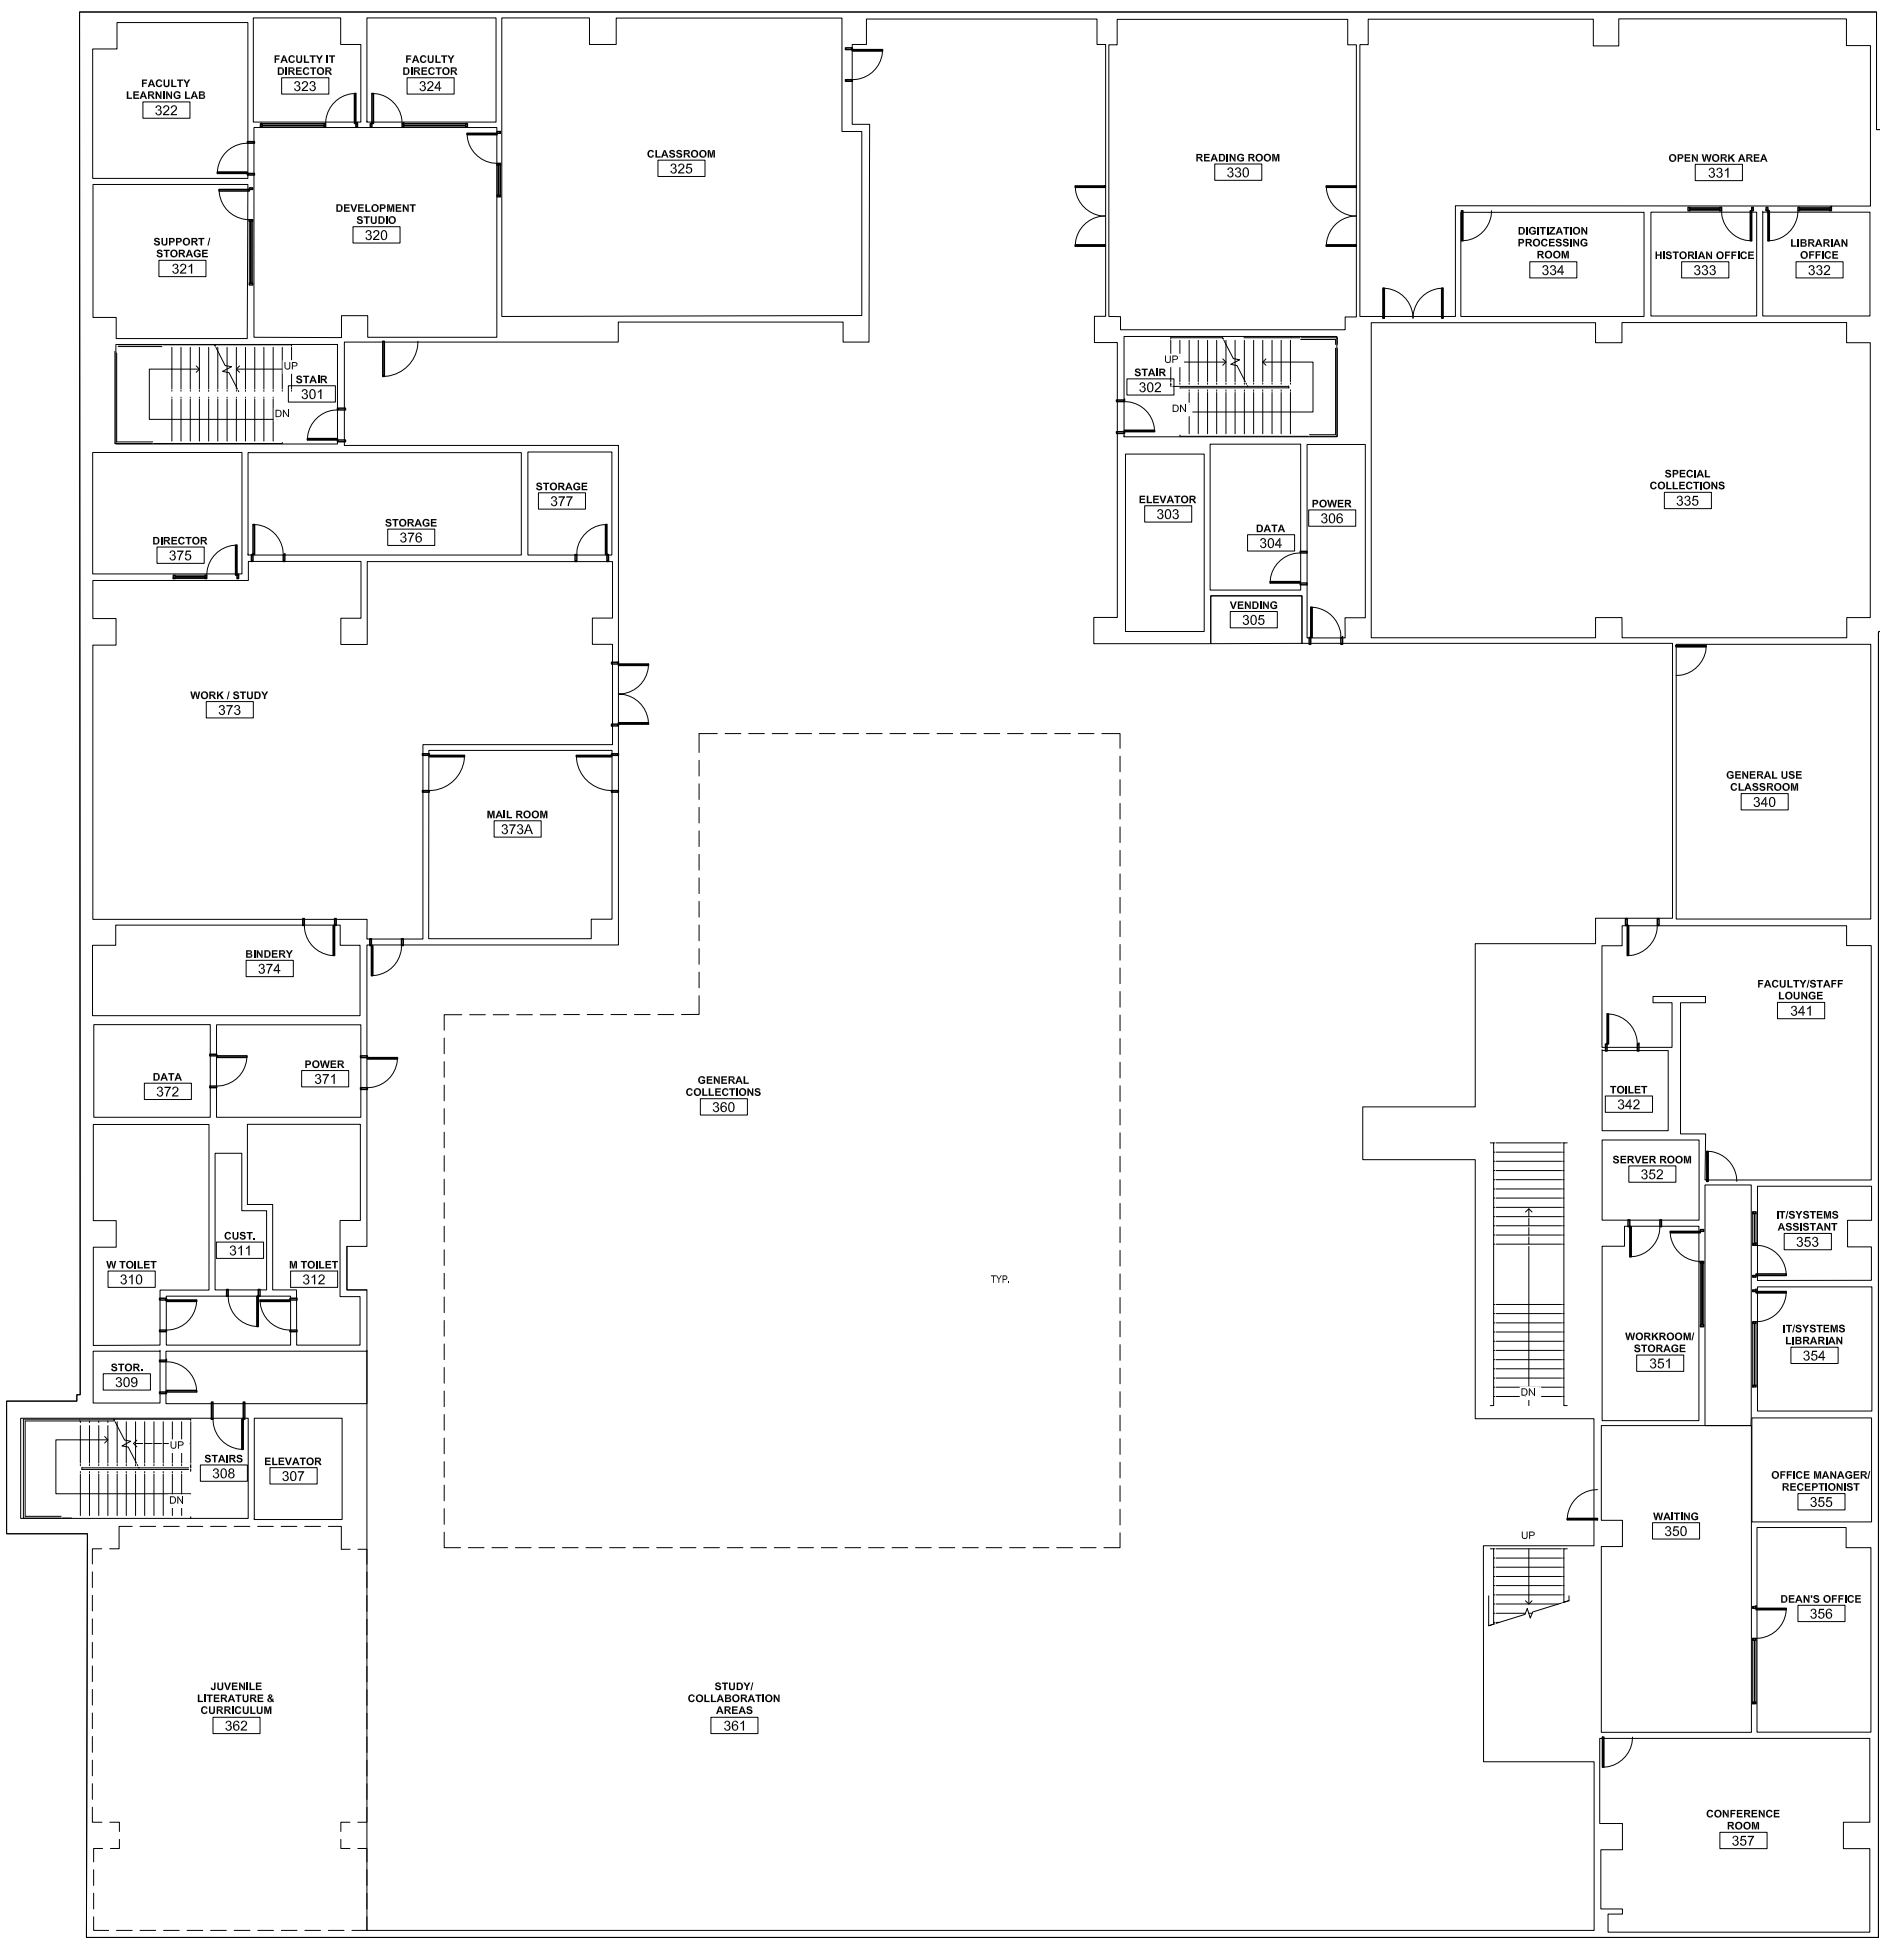 FACULTY
LEARNING LAB
322
FACULTY IT
DIRECTOR
323
FACULTY
DIRECTOR
324
CLASSROOM
325
READING ROOM
330
OPEN WORK AREA
331
SUPPORT /
STORAGE
321
DEVELOPMENT
STUDIO
320
DIGITIZATION
PROCESSING
ROOM
334
HISTORIAN OFFICE
333
LIBRARIAN
OFFICE
332
UP
STAIR
301
DN
UP
STAIR
302
DN
DIRECTOR
375
STORAGE
376
STORAGE
377
ELEVATOR
303
DATA
304
POWER
306
SPECIAL
COLLECTIONS
335
VENDING
305
WORK / STUDY
373
MAIL ROOM
373A
GENERAL USE
CLASSROOM
340
BINDERY
374
FACULTY/STAFF
LOUNGE
341
DATA
372
POWER
371
GENERAL
COLLECTIONS
360
TOILET
342
SERVER ROOM
352
W TOILET
310
CUST.
311
M TOILET
312
TYP.
IT/SYSTEMS
ASSISTANT
353
WORKROOM/
STORAGE
351
IT/SYSTEMS
LIBRARIAN
354
STOR.
309
DN
UP
STAIRS
308
DN
ELEVATOR
307
OFFICE MANAGER/
RECEPTIONIST
355
WAITING
350
UP
DEAN'S OFFICE
356
JUVENILE
LITERATURE &
CURRICULUM
362
STUDY/
COLLABORATION
AREAS
361
CONFERENCE
ROOM
357